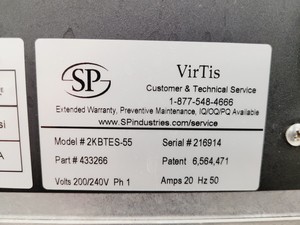 SP
VirTis
Customer & Technical Service
1-877-548-4666
Extended Warranty, Preventive Maintenance, IQ/OQ/PQ Available
www.SPindustries.com/service
Model # 2KBTES-55
Serial # 216914
Part # 433266
Patent 6,564,471
Volts 200/240V Ph 1
Amps 20 Hz 50
si
A